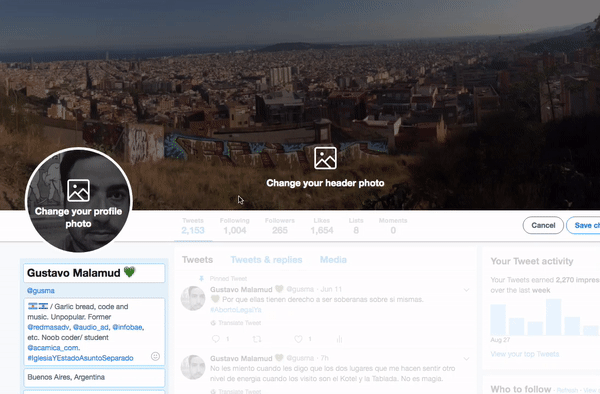 Change your header photo
Change your profile
photo
Tweets Following Followers Likes Lists Moments
2,153 1,004 265 1,654 8 0
Cancel Save ch
Gustavo Malamud 💚
@gusma
🇦🇷🇮🇱 / Garlic bread, code and
music. Unpopular. Former
@redmasadv, @audio_ad, @infobae,
etc. Noob coder/ student
@acamica_com.
#IglesiaYEstadoAsuntoSeparado
Buenos Aires, Argentina
Tweets Tweets & replies Media
Pinned Tweet
Gustavo Malamud 💚 @gusma · Jun 11
💚 Por que ellas tienen derecho a ser soberanas sobre si mismas.
#AbortoLegalYa
Translate Tweet
1 1
Gustavo Malamud 💚 @gusma · 7h
No les miento cuando les digo que los dos lugares que me hacen sentir otro
nivel de energia cuando los visito son el Kotel y la Tablada. No es magia.
Translate Tweet
Your Tweet activity
Your Tweets earned 2,270 impres
over the last week
Aug 27
View your top Tweets
Who to follow · Refresh ·